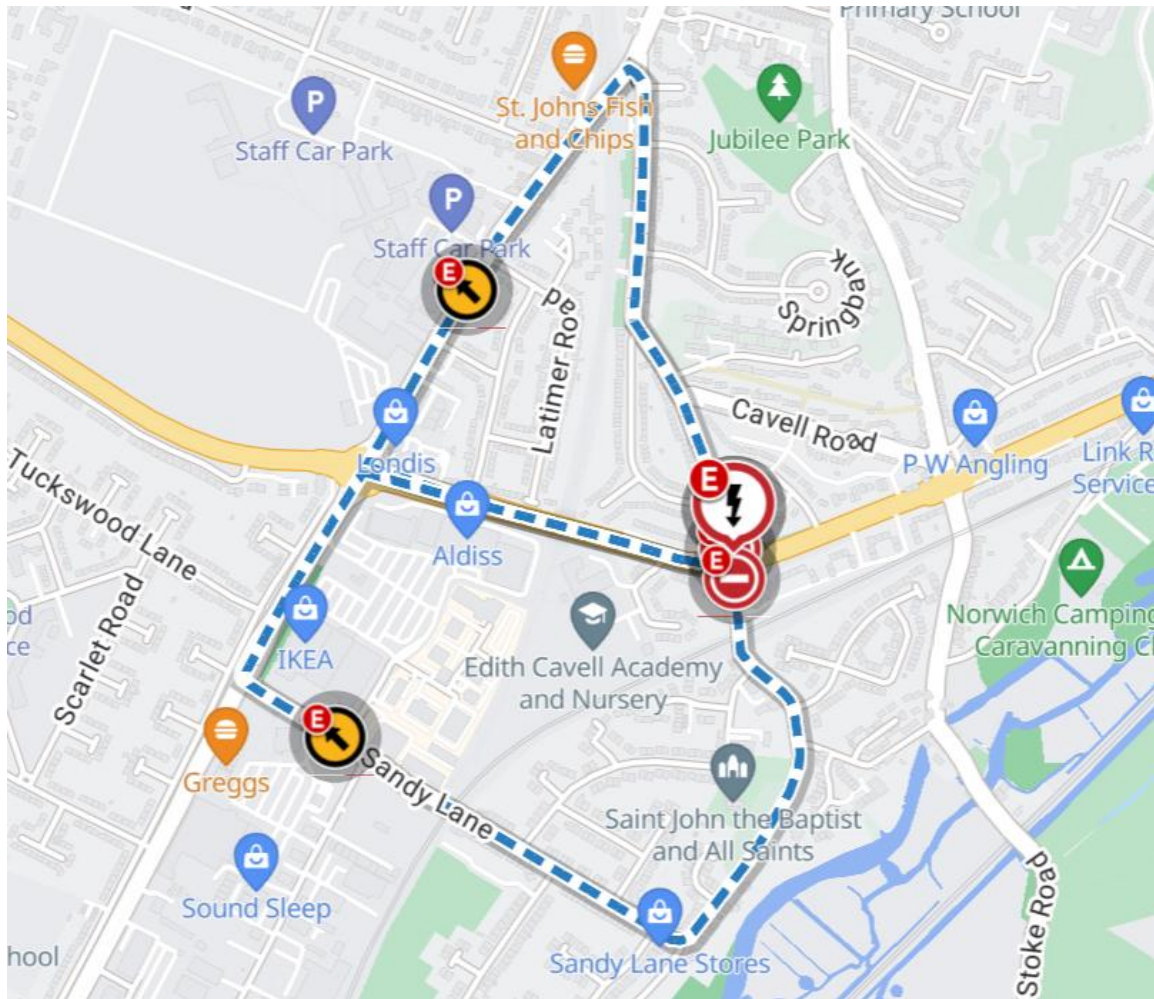 Primary School
St. Johns Fish
and Chips
P
Staff Car Park
Jubilee Park
P
Staff Car Park
E
Latimer Road
Springbank
Cavell Road
Londis
P W Angling
Link R
Service
E
Tuckswood Lane
Aldiss
E
Scarlet Road
IKEA
Edith Cavell Academy
and Nursery
Norwich Camping
Caravanning Cl
ce
E
Greggs
Sandy Lane
Saint John the Baptist
and All Saints
Sound Sleep
Sandy Lane Stores
Stoke Road
hool